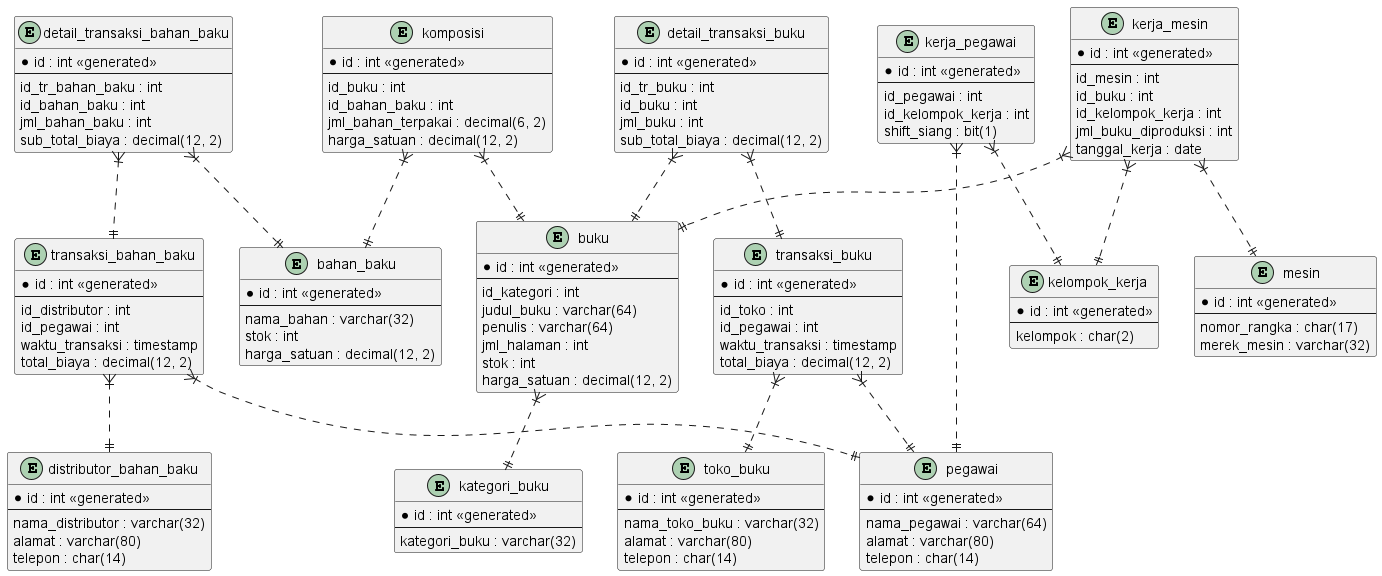 E detail_transaksi_bahan_baku
* id : int «generated»
id_tr_bahan_baku : int
id_bahan_baku : int
jml_bahan_baku : int
sub_total_biaya : decimal(12, 2)
E komposisi
* id : int «generated»
id_buku : int
id_bahan_baku : int
jml_bahan_terpakai : decimal(6, 2)
harga_satuan : decimal(12, 2)
E detail_transaksi_buku
* id : int «generated»
id_tr_buku : int
id_buku : int
jml_buku : int
sub_total_biaya : decimal(12, 2)
E kerja_pegawai
* id : int «generated»
id_pegawai : int
id_kelompok_kerja : int
shift_siang : bit(1)
E kerja_mesin
* id : int «generated»
id_mesin : int
id_buku : int
id_kelompok_kerja : int
jml_buku_diproduksi : int
tanggal_kerja : date
E transaksi_bahan_baku
* id : int «generated»
id_distributor : int
id_pegawai : int
waktu_transaksi : timestamp
total_biaya : decimal(12, 2)
E bahan_baku
* id : int «generated»
nama_bahan : varchar(32)
stok : int
harga_satuan : decimal(12, 2)
E buku
* id : int «generated»
id_kategori : int
judul_buku : varchar(64)
penulis : varchar(64)
jml_halaman : int
stok : int
harga_satuan : decimal(12, 2)
E transaksi_buku
* id : int «generated»
id_toko : int
id_pegawai : int
waktu_transaksi : timestamp
total_biaya : decimal(12, 2)
E kelompok_kerja
* id : int «generated»
kelompok : char(2)
E mesin
* id : int «generated»
nomor_rangka : char(17)
merek_mesin : varchar(32)
E distributor_bahan_baku
* id : int «generated»
nama_distributor : varchar(32)
alamat : varchar(80)
telepon : char(14)
E kategori_buku
* id : int «generated»
kategori_buku : varchar(32)
E toko_buku
* id : int «generated»
nama_toko_buku : varchar(32)
alamat : varchar(80)
telepon : char(14)
E pegawai
* id : int «generated»
nama_pegawai : varchar(64)
alamat : varchar(80)
telepon : char(14)